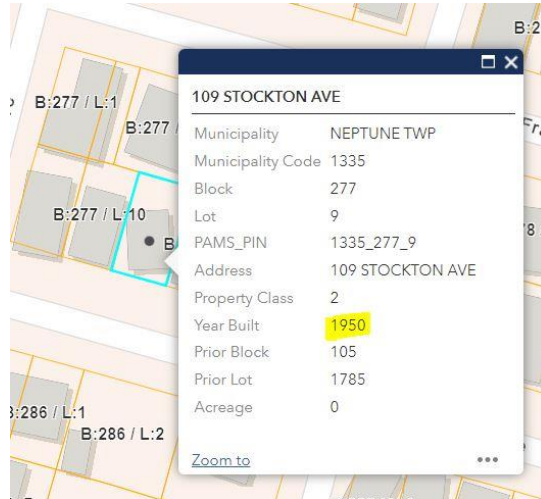 B:2
109 STOCKTON AVE
B:277 / L:1
B:277 /
Municipality NEPTUNE TWP
Municipality Code 1335
Block 277
B:277 / L:10
Lot 9
B
PAMS_PIN 1335_277_9
Address 109 STOCKTON AVE
Property Class 2
Year Built 1950
Prior Block 105
Prior Lot 1785
Acreage 0
B:286 / L:1
B:286 / L:2
Zoom to